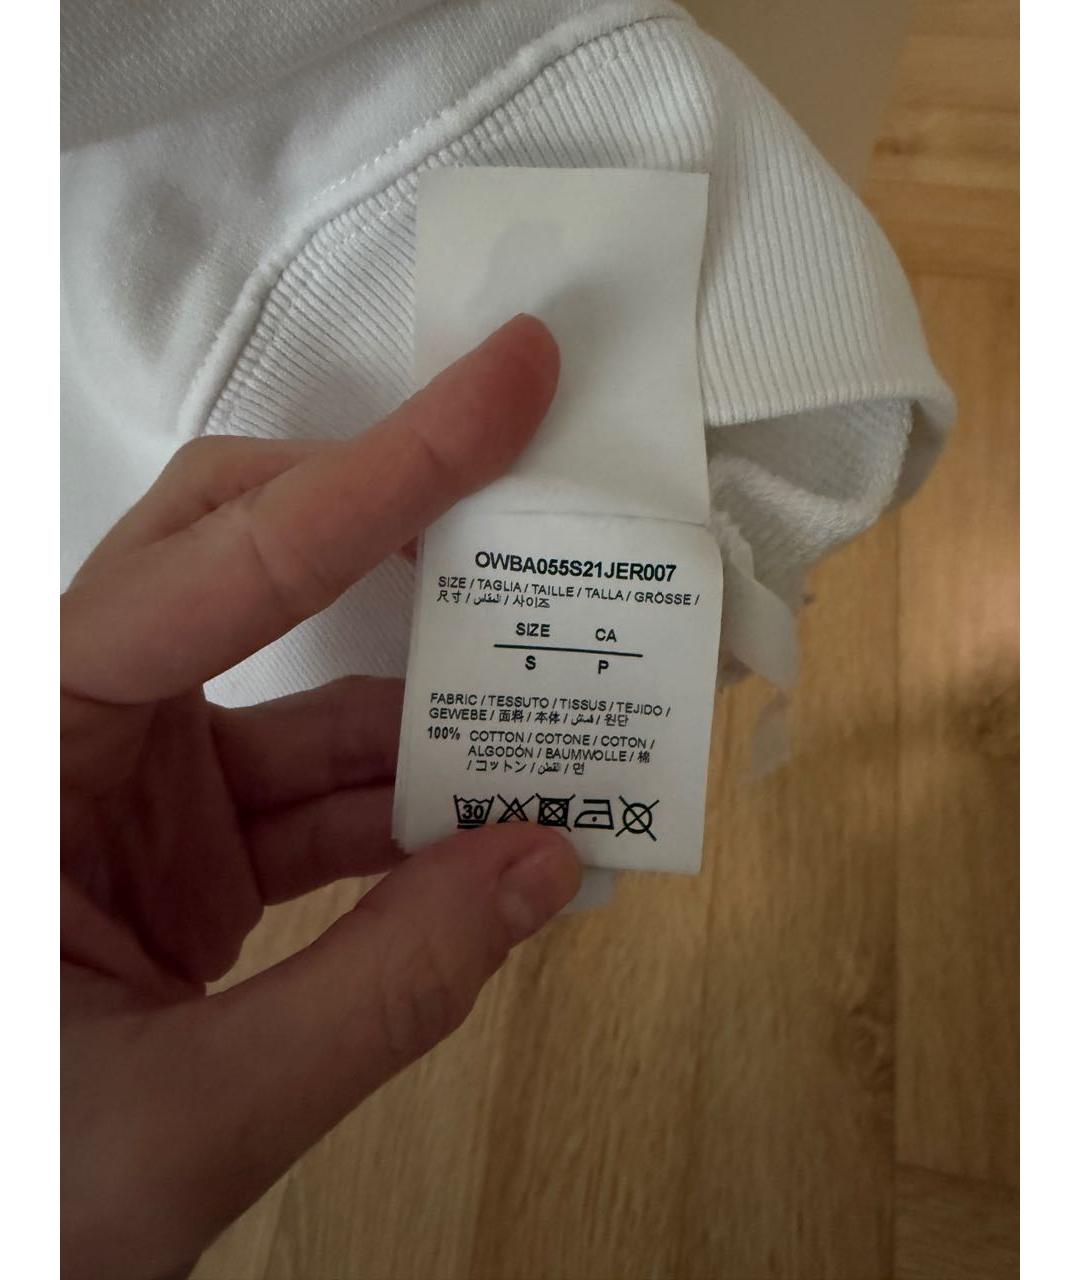 OWBA055S21JER007
SIZE / TAGLIA / TAILLE / TALLA / GRÖSSE /
尺寸 / المقاس / 사이즈
SIZE CA
S P
FABRIC / TESSUTO / TISSUS / TEJIDO /
GEWEBE / 面料 / 本体 / قماش / 원단
100% COTTON / COTONE / COTON /
ALGODÓN / BAUMWOLLE / 棉
/ コットン / القطن / 면
30